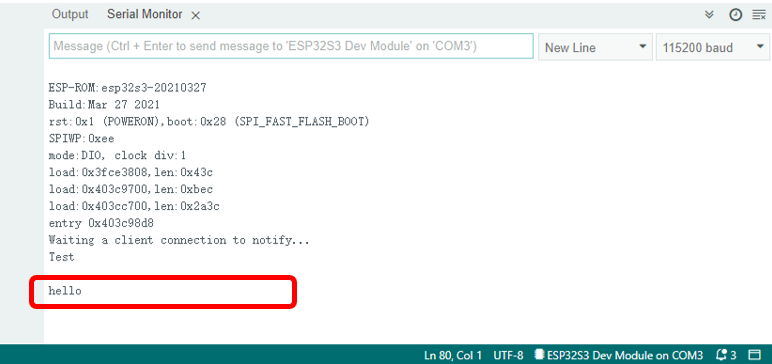 Output Serial Monitor
Message (Ctrl + Enter to send message to 'ESP32S3 Dev Module' on 'COM3') New Line 115200 baud
ESP-ROM:esp32s3-20210327
Build:Mar 27 2021
rst:0x1 (POWERON),boot:0x28 (SPI_FAST_FLASH_BOOT)
SPIWP:0xee
mode:DIO, clock div:1
load:0x3fce3808,len:0x43c
load:0x403c9700,len:0xbec
load:0x403cc700,len:0x2a3c
entry 0x403c98d8
Waiting a client connection to notify...
Test
hello
Ln 80, Col 1 UTF-8 ESP32S3 Dev Module on COM3 3